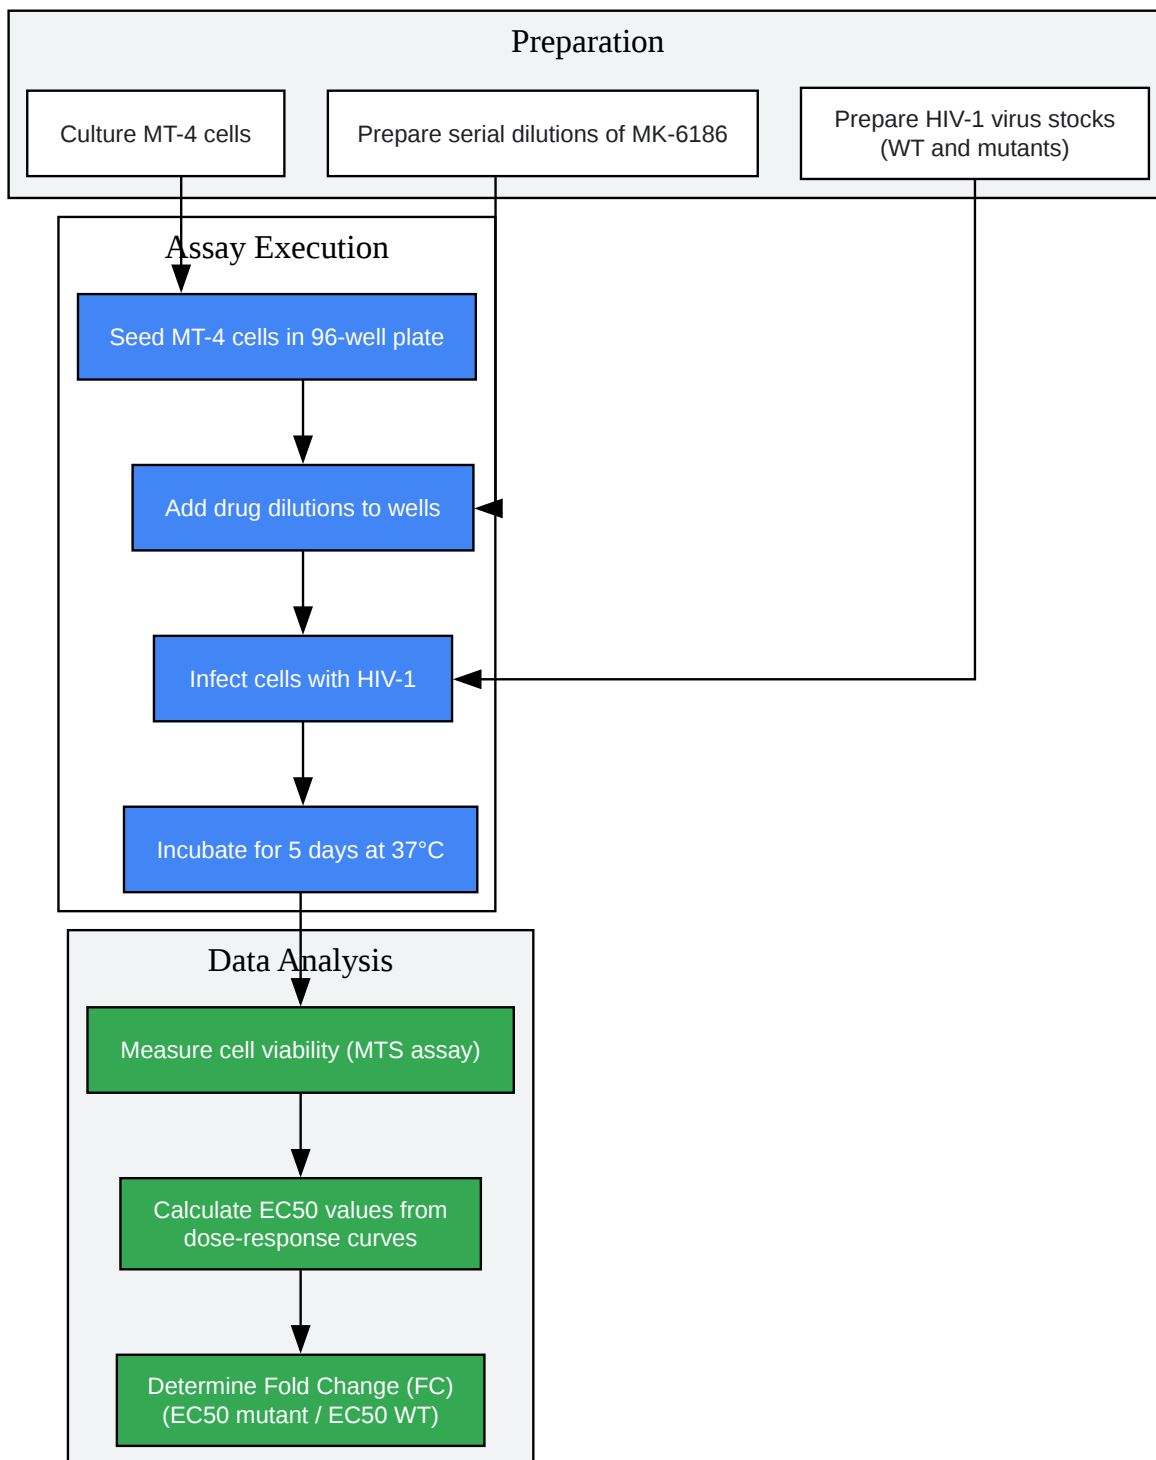 Preparation
Culture MT-4 cells
Prepare serial dilutions of MK-6186
Prepare HIV-1 virus stocks
(WT and mutants)
Assay Execution
Seed MT-4 cells in 96-well plate
Add drug dilutions to wells
Infect cells with HIV-1
Incubate for 5 days at 37°C
Data Analysis
Measure cell viability (MTS assay)
Calculate EC50 values from
dose-response curves
Determine Fold Change (FC)
(EC50 mutant / EC50 WT)